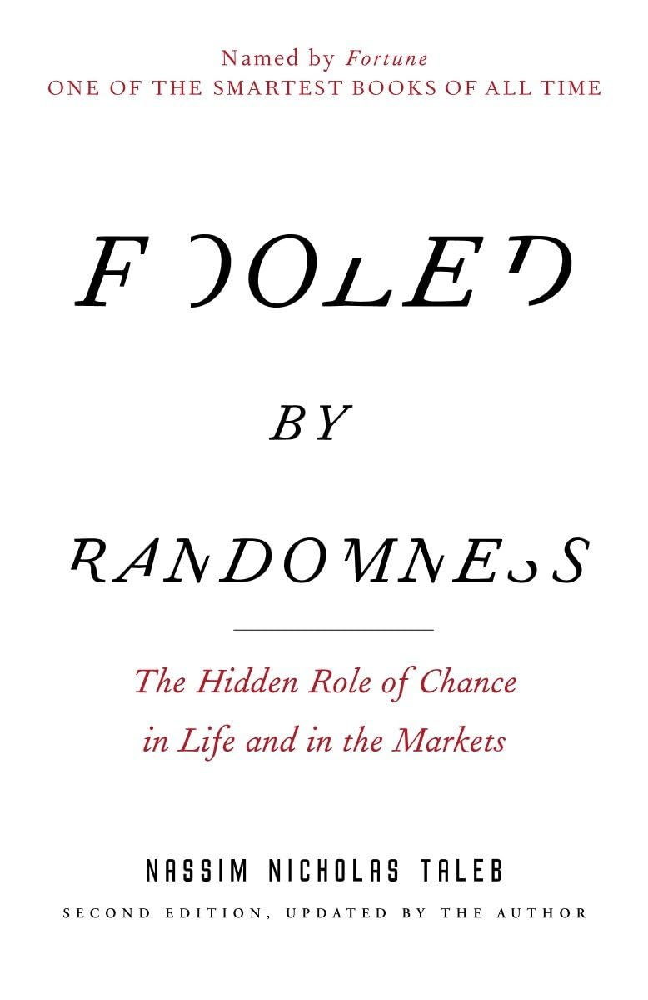 Named by Fortune
ONE OF THE SMARTEST BOOKS OF ALL TIME
FOOLED
BY
RANDOMNESS
The Hidden Role of Chance
in Life and in the Markets
NASSIM NICHOLAS TALEB
SECOND EDITION, UPDATED BY THE AUTHOR